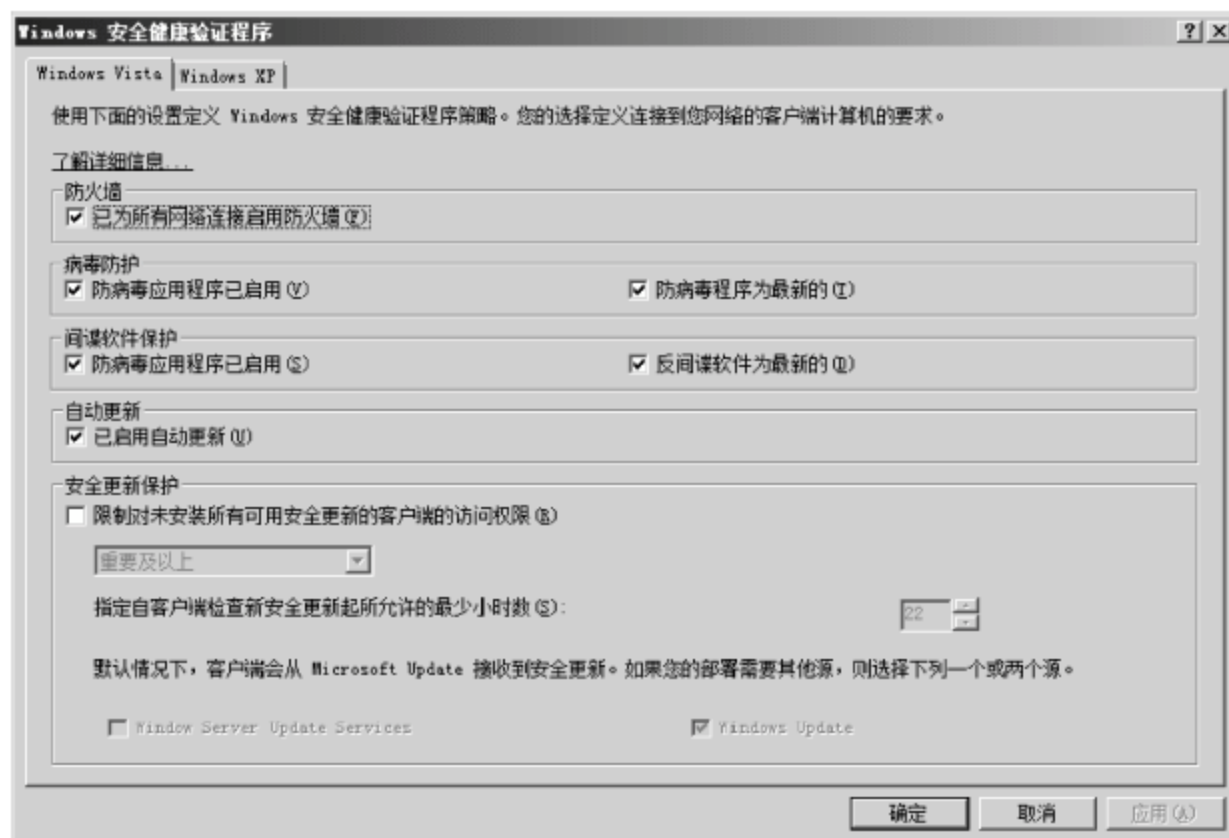 Windows 安全健康验证程序
Windows Vista Windows XP
使用下面的设置定义 Windows 安全健康验证程序策略。您的选择定义连接到您网络的客户端计算机的要求。
了解详细信息...
防火墙
已为所有网络连接启用防火墙(F)
病毒防护
防病毒应用程序已启用(V) 防病毒程序为最新的(T)
间谍软件保护
防病毒应用程序已启用(S) 反间谍软件为最新的(D)
自动更新
已启用自动更新(U)
安全更新保护
限制对未安装所有可用安全更新的客户端的访问权限(R)
重要及以上
指定自客户端检查新安全更新起所允许的最少小时数(S): 22
默认情况下，客户端会从 Microsoft Update 接收到安全更新。如果您的部署需要其他源，则选择下列一个或两个源。
Window Server Update Services Windows Update
确定 取消 应用(A)